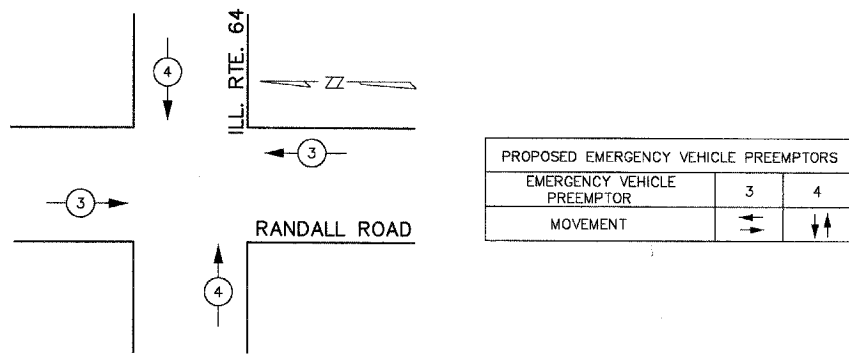 ILL. RTE. 64
4
3
3
RANDALL ROAD
4
PROPOSED EMERGENCY VEHICLE PREEMPTORS
EMERGENCY VEHICLE PREEMPTOR 3 4
MOVEMENT